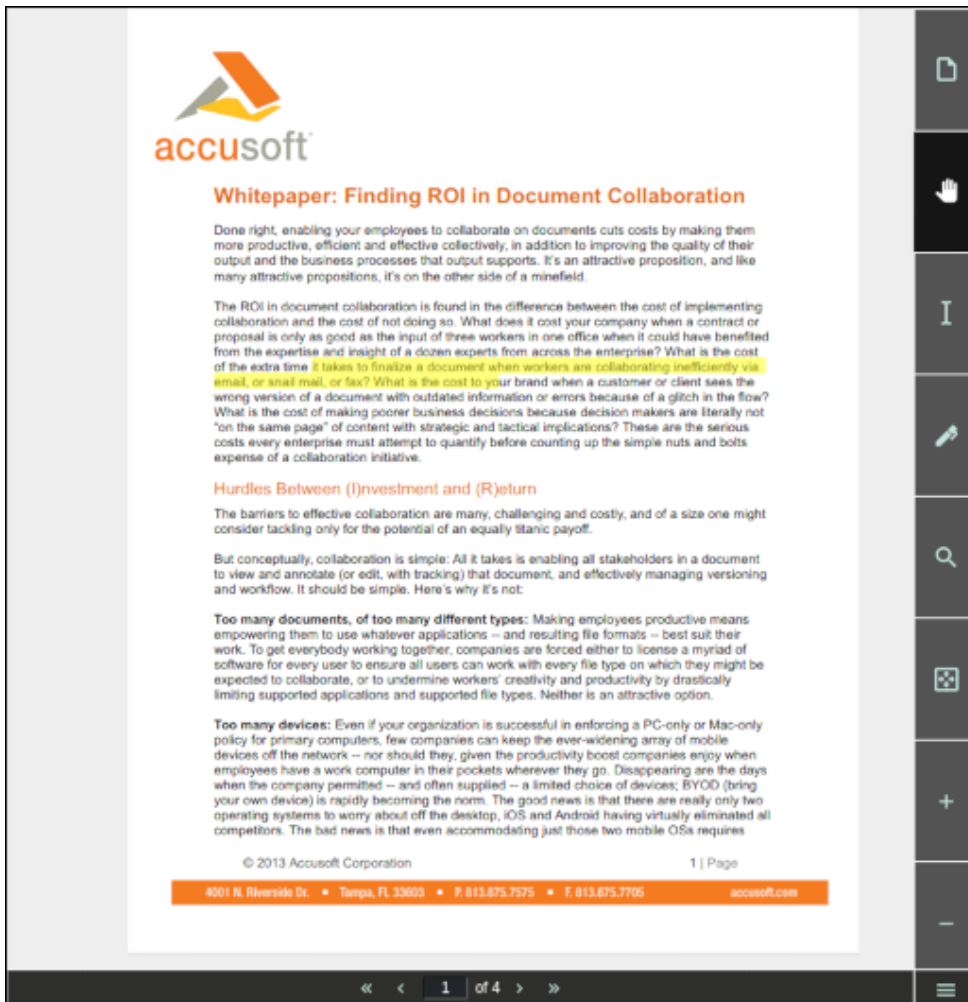 accusoft
Whitepaper: Finding ROI in Document Collaboration
Done right, enabling your employees to collaborate on documents cuts costs by making them
more productive, efficient and effective collectively, in addition to improving the quality of their
output and the business processes that output supports. It's an attractive proposition, and like
many attractive propositions, it's on the other side of a minefield.
The ROI in document collaboration is found in the difference between the cost of implementing
collaboration and the cost of not doing so. What does it cost your company when a contract or
proposal is only as good as the input of three workers in one office when it could have benefited
from the expertise and insight of a dozen experts from across the enterprise? What is the cost
of the extra time it takes to finalize a document when workers are collaborating inefficiently via
email, or snail mail, or fax? What is the cost to your brand when a customer or client sees the
wrong version of a document with outdated information or errors because of a glitch in the flow?
What is the cost of making poorer business decisions because decision makers are literally not
"on the same page" of content with strategic and tactical implications? These are the serious
costs every enterprise must attempt to quantify before counting up the simple nuts and bolts
expense of a collaboration initiative.
Hurdles Between (I)nvestment and (R)eturn
The barriers to effective collaboration are many, challenging and costly, and of a size one might
consider tackling only for the potential of an equally titanic payoff.
But conceptually, collaboration is simple: All it takes is enabling all stakeholders in a document
to view and annotate (or edit, with tracking) that document, and effectively managing versioning
and workflow. It should be simple. Here's why it's not:
Too many documents, of too many different types: Making employees productive means
empowering them to use whatever applications -- and resulting file formats -- best suit their
work. To get everybody working together, companies are forced either to license a myriad of
software for every user to ensure all users can work with every file type on which they might be
expected to collaborate, or to undermine workers' creativity and productivity by drastically
limiting supported applications and supported file types. Neither is an attractive option.
Too many devices: Even if your organization is successful in enforcing a PC-only or Mac-only
policy for primary computers, few companies can keep the ever-widening array of mobile
devices off the network -- nor should they, given the productivity boost companies enjoy when
employees have a work computer in their pockets wherever they go. Disappearing are the days
when the company permitted -- and often supplied -- a limited choice of devices; BYOD (bring
your own device) is rapidly becoming the norm. The good news is that there are really only two
operating systems to worry about off the desktop, iOS and Android having virtually eliminated all
competitors. The bad news is that even accommodating just those two mobile OSs requires
© 2013 Accusoft Corporation 1 | Page
4001 N. Riverside Dr. ▪ Tampa, FL 33603 ▪ P. 813.875.7575 ▪ F. 813.875.7705 accusoft.com
« ‹ 1 of 4 › »